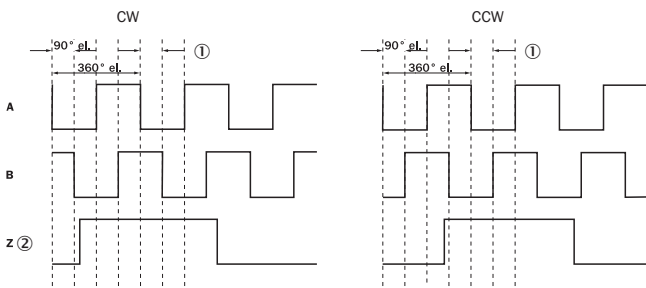 CW CCW
90° el. ① 90° el. ①
360° el. 360° el.
A
B
Z ②